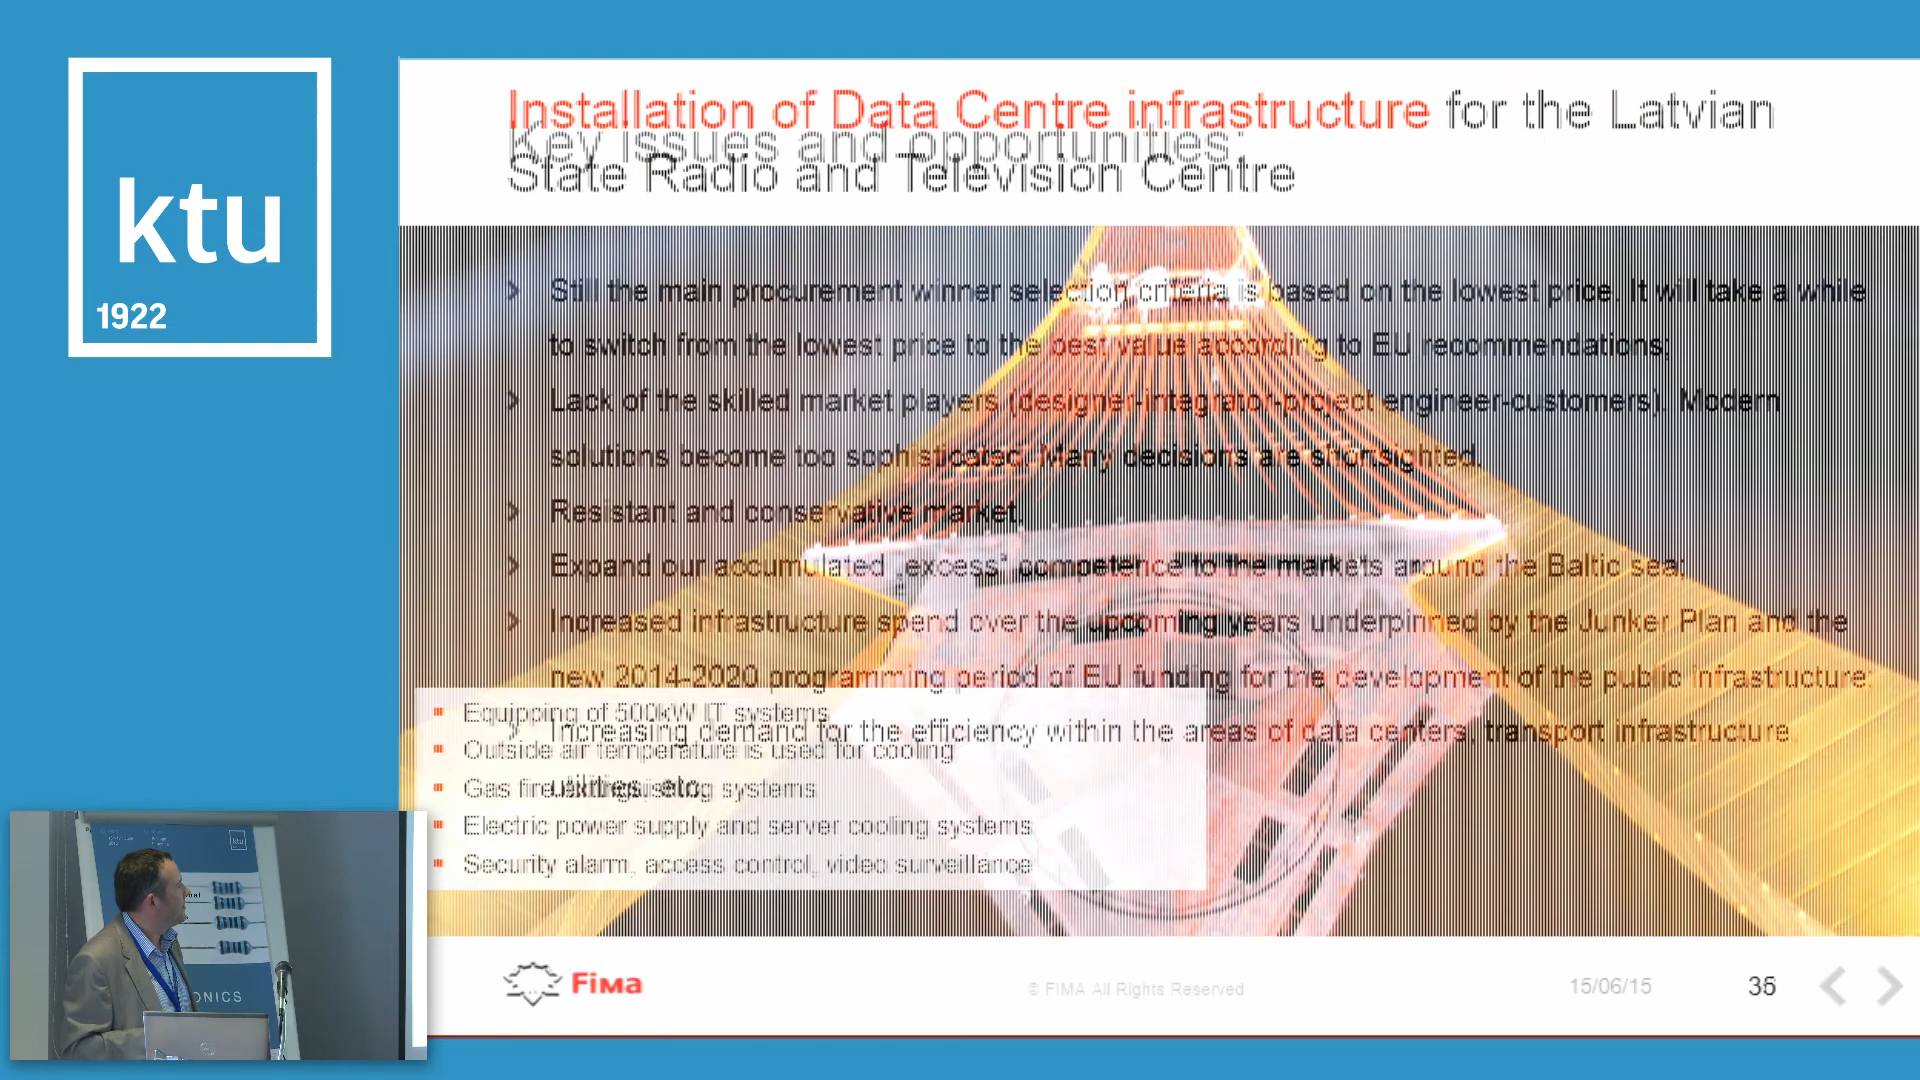 ktu
1922
Installation of Data Centre infrastructure for the Latvian
Key issues and opportunities
State Radio and Television Centre
Still the main procurement winner selection criteria is based on the lowest price. It will take a while
to switch from the lowest price to the best value according to EU recommendations;
Lack of the skilled market players (designer-integrator-project engineer-customers). Modern
solutions become too sophisticated. Many decisions are shortsighted
Resistant and conservative market.
Expand our accumulated „excess“ competence to the markets around the Baltic sea;
Increased infrastructure spend over the upcoming years underpinned by the Junker Plan and the
new 2014-2020 programming period of EU funding for the development of the public infrastructure;
Increasing demand for the efficiency within the areas of data centers, transport infrastructure,
utilities, etc.
Equipping of 500kW IT systems
Outside air temperature is used for cooling
Gas fire extinguishing systems
Electric power supply and server cooling systems
Security alarm, access control, video surveillance
Fima
© FIMA All Rights Reserved
15/06/15
ktu
ONICS